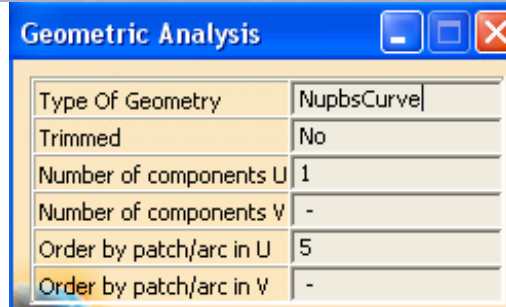 Geometric Analysis
Type Of Geometry NupbsCurve
Trimmed No
Number of components U 1
Number of components V -
Order by patch/arc in U 5
Order by patch/arc in V -